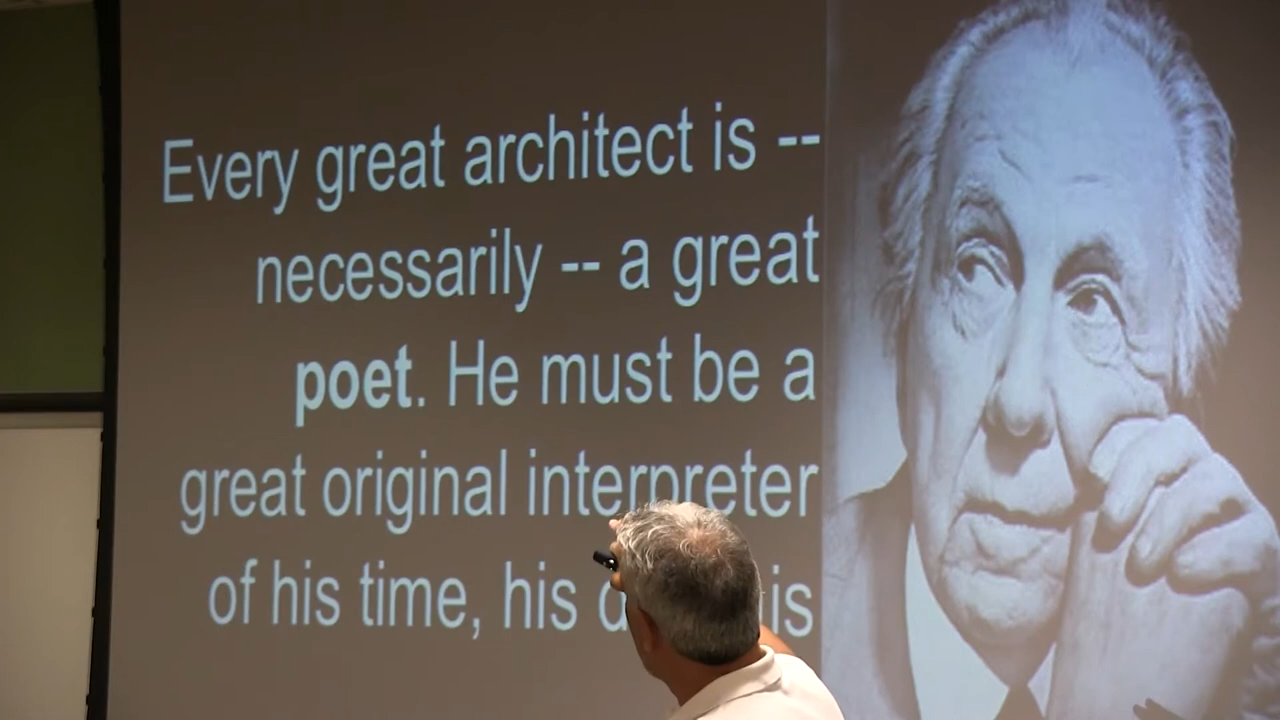 Every great architect is --
necessarily -- a great
poet. He must be a
great original interpreter
of his time, his